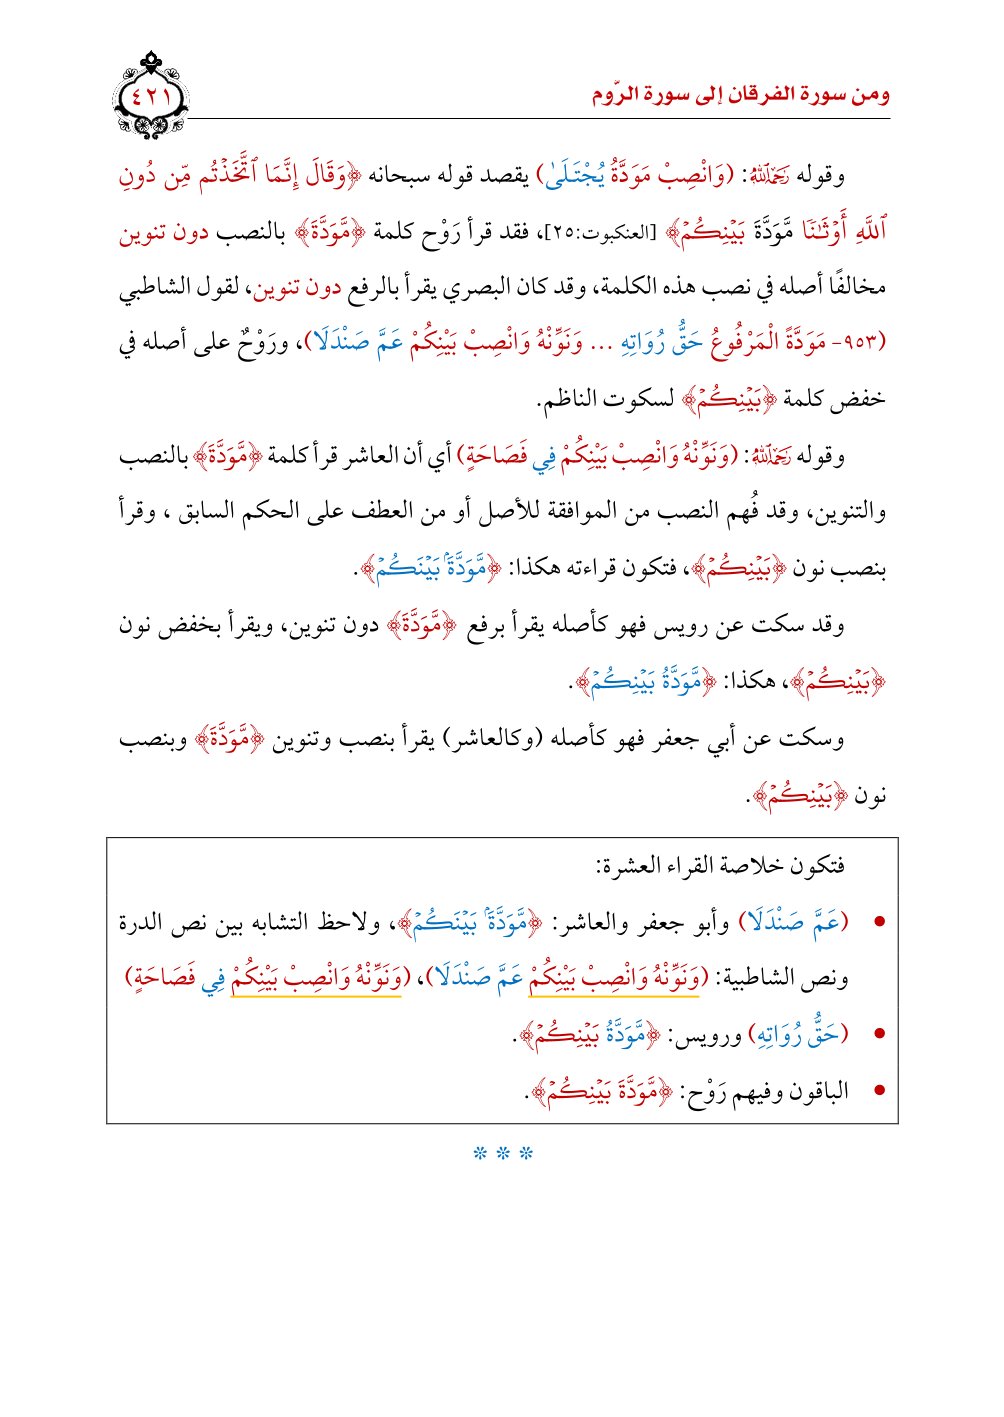 ومن سورة الفرقان إلى سورة الرّوم
٤٢١
وقوله رَحِمَهُ ٱللَّهُ: (وَانْصِبْ مَوَدَّةُ يُجْتَلَىٰ) يقصد قوله سبحانه ﴿وَقَالَ إِنَّمَا ٱتَّخَذْتُم مِّن دُونِ
ٱللَّهِ أَوْثَـٰنًا مَّوَدَّةَ بَيْنِكُمْ﴾ [العنكبوت:٢٥]، فقد قرأ رَوْح كلمة ﴿مَّوَدَّةَ﴾ بالنصب دون تنوين
مخالفًا أصله في نصب هذه الكلمة، وقد كان البصري يقرأ بالرفع دون تنوين، لقول الشاطبي
(٩٥٣- مَوَدَّةً الْمَرْفُوعُ حَقُّ رُوَاتِهِ ... وَنَوِّنْهُ وَانْصِبْ بَيْنِكُمْ عَمَّ صَنْدَلَا)، ورَوْحٌ على أصله في
خفض كلمة ﴿بَيْنِكُمْ﴾ لسكوت الناظم.
وقوله رَحِمَهُ ٱللَّهُ: (وَنَوِّنْهُ وَانْصِبْ بَيْنِكُمْ فِي فَصَاحَةٍ) أي أن العاشر قرأ كلمة ﴿مَّوَدَّةَ﴾ بالنصب
والتنوين، وقد فُهم النصب من الموافقة للأصل أو من العطف على الحكم السابق ، وقرأ
بنصب نون ﴿بَيْنِكُمْ﴾، فتكون قراءته هكذا: ﴿مَّوَدَّةًۢ بَيْنَكُمْ﴾.
وقد سكت عن رويس فهو كأصله يقرأ برفع ﴿مَّوَدَّةَ﴾ دون تنوين، ويقرأ بخفض نون
﴿بَيْنِكُمْ﴾، هكذا: ﴿مَّوَدَّةُ بَيْنِكُمْ﴾.
وسكت عن أبي جعفر فهو كأصله (وكالعاشر) يقرأ بنصب وتنوين ﴿مَّوَدَّةَ﴾ وبنصب
نون ﴿بَيْنِكُمْ﴾.
فتكون خلاصة القراء العشرة:
• (عَمَّ صَنْدَلَا) وأبو جعفر والعاشر: ﴿مَّوَدَّةًۢ بَيْنَكُمْ﴾، ولاحظ التشابه بين نص الدرة
ونص الشاطبية: (وَنَوِّنْهُ وَانْصِبْ بَيْنِكُمْ عَمَّ صَنْدَلَا)، (وَنَوِّنْهُ وَانْصِبْ بَيْنِكُمْ فِي فَصَاحَةٍ)
• (حَقُّ رُوَاتِهِ) ورويس: ﴿مَّوَدَّةُ بَيْنِكُمْ﴾.
• الباقون وفيهم رَوْح: ﴿مَّوَدَّةَ بَيْنِكُمْ﴾.
* * *